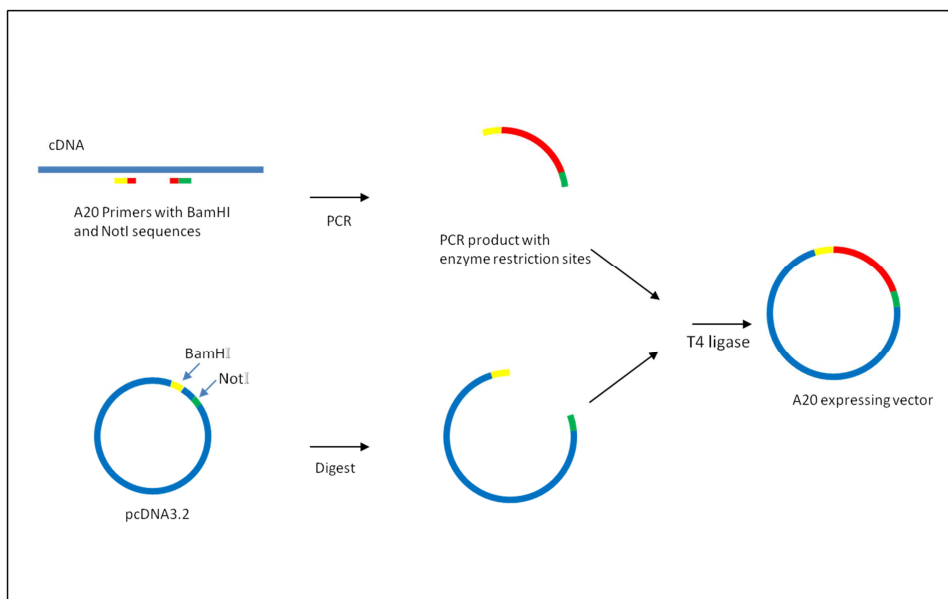 cDNA
A20 Primers with BamHI
and NotI sequences
PCR
PCR product with
enzyme restriction sites
T4 ligase
A20 expressing vector
BamHI
NotI
Digest
pcDNA3.2